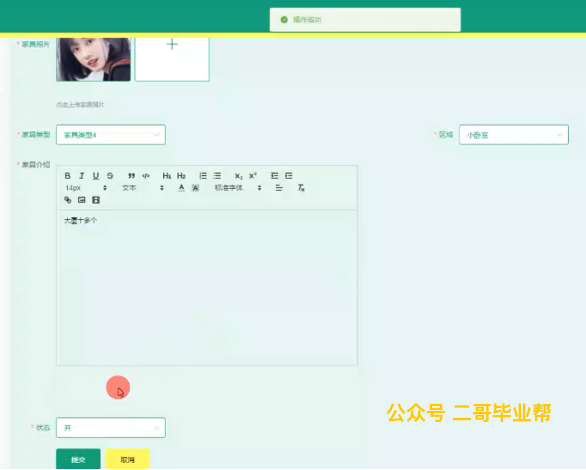 操作成功
* 家具照片
点击上传家具照片
* 家具类型 家具类型4
* 区域 小卧室
* 家具介绍
B I U S ” </> H1 H2 X₂ X²
14px 文本 A A 标准字体 Tx
大厦十多个
公众号 二哥毕业帮
* 状态 开
提交 取消